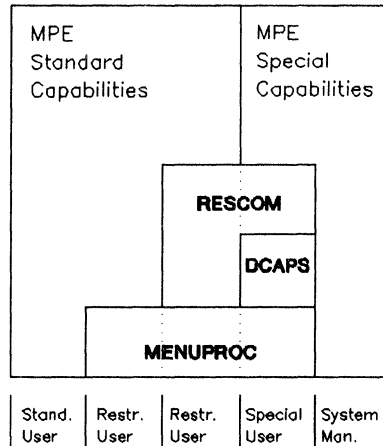 MPE
Standard
Capabilities
MPE
Special
Capabilities
RESCOM
DCAPS
MENUPROC
Stand.
User
Restr.
User
Restr.
User
Special
User
System
Man.